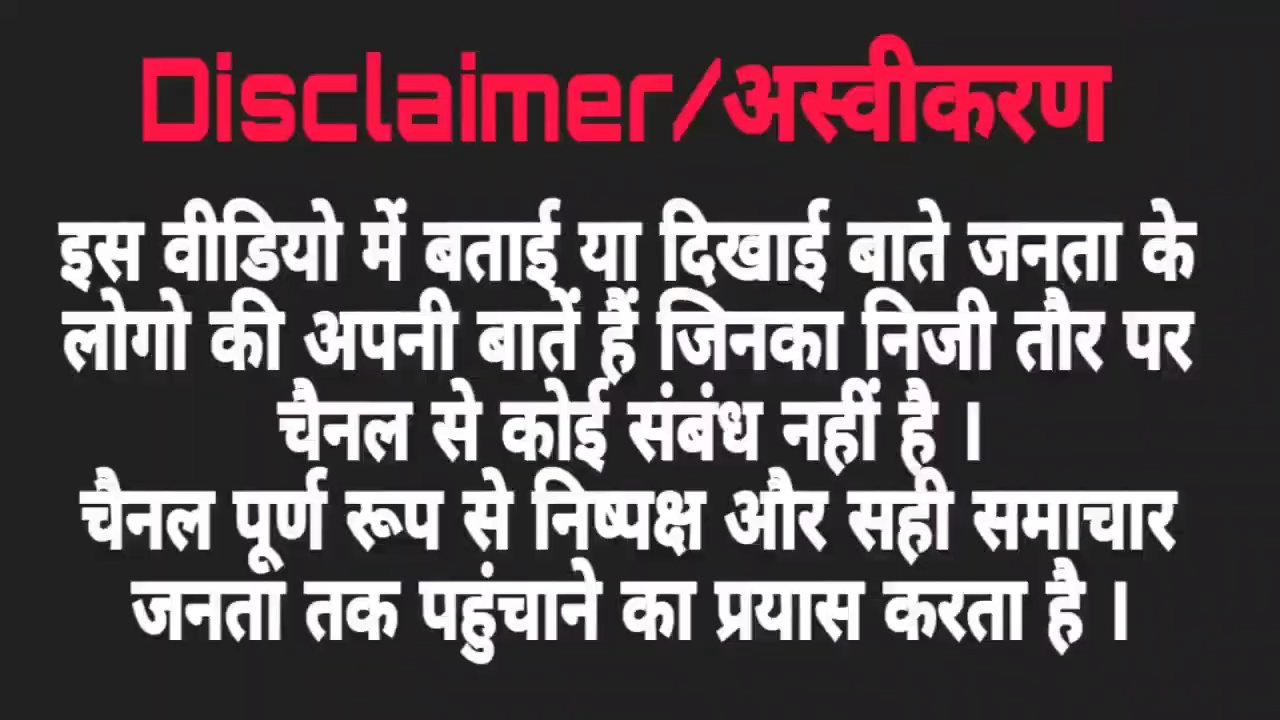 Disclaimer/अस्वीकरण
इस वीडियो में बताई या दिखाई बाते जनता के
लोगो की अपनी बातें हैं जिनका निजी तौर पर
चैनल से कोई संबंध नहीं है ।
चैनल पूर्ण रूप से निष्पक्ष और सही समाचार
जनता तक पहुंचाने का प्रयास करता है ।